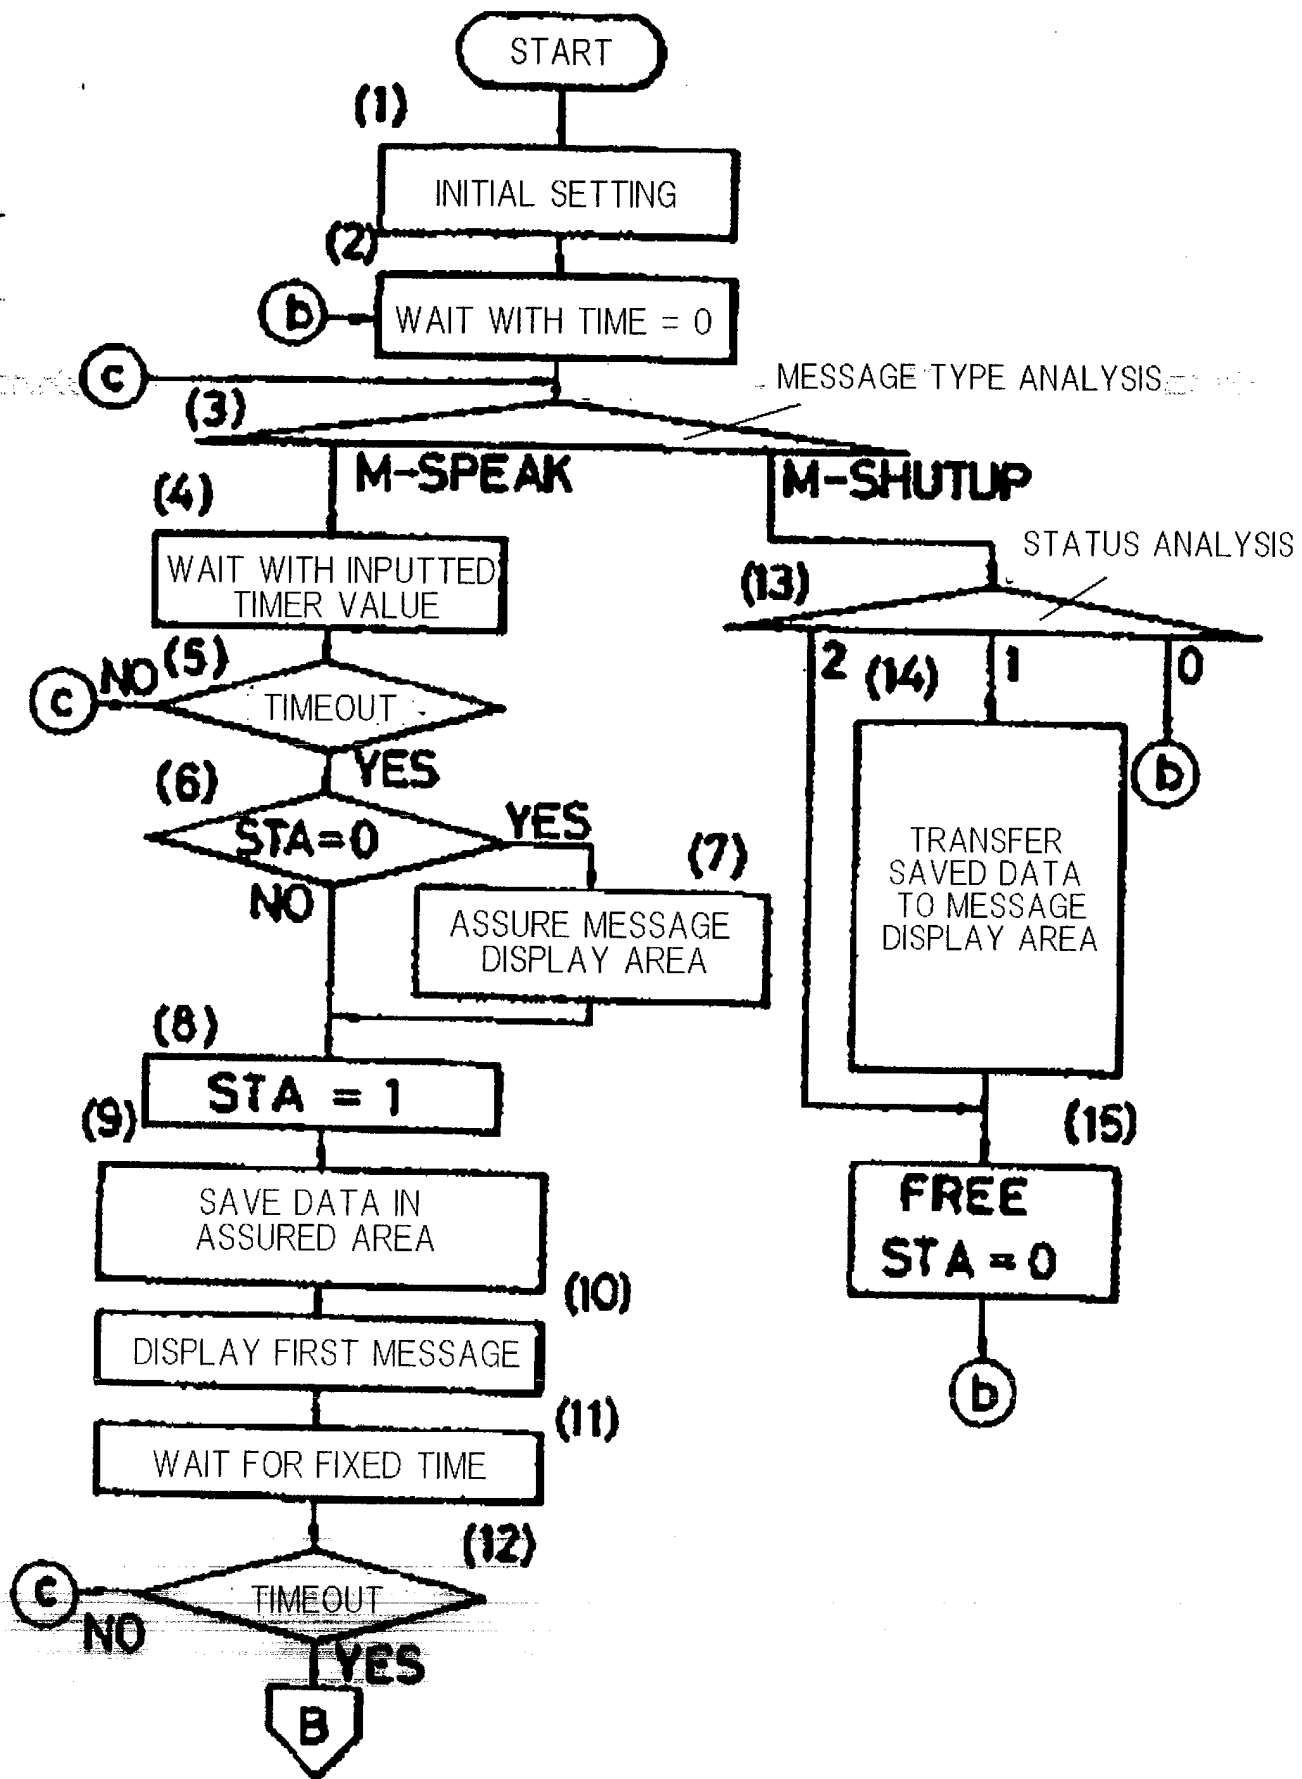 START
(1)
INITIAL SETTING
(2)
b
WAIT WITH TIME = 0
c
MESSAGE TYPE ANALYSIS
(3)
M-SPEAK
M-SHUTUP
(4)
WAIT WITH INPUTTED
TIMER VALUE
STATUS ANALYSIS
(13)
2
(14)
1
0
b
(5)
NO
c
TIMEOUT
YES
(6)
STA=0
YES
NO
(7)
ASSURE MESSAGE
DISPLAY AREA
TRANSFER
SAVED DATA
TO MESSAGE
DISPLAY AREA
(8)
STA = 1
(9)
SAVE DATA IN
ASSURED AREA
(15)
FREE
STA = 0
b
(10)
DISPLAY FIRST MESSAGE
(11)
WAIT FOR FIXED TIME
(12)
c
NO
TIMEOUT
YES
B